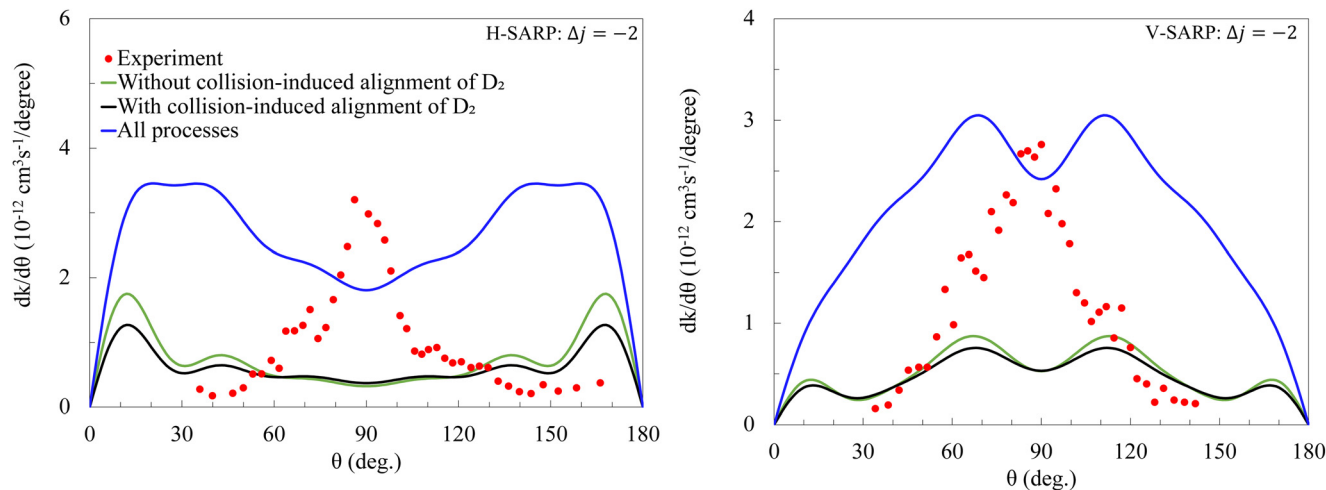 6
H-SARP: Δj = −2
Experiment
Without collision-induced alignment of D₂
With collision-induced alignment of D₂
All processes
4
2
0
dk/dθ (10⁻¹² cm³s⁻¹/degree)
0 30 60 90 120 150 180
θ (deg.)
4
V-SARP: Δj = −2
3
2
1
0
dk/dθ (10⁻¹² cm³s⁻¹/degree)
0 30 60 90 120 150 180
θ (deg.)